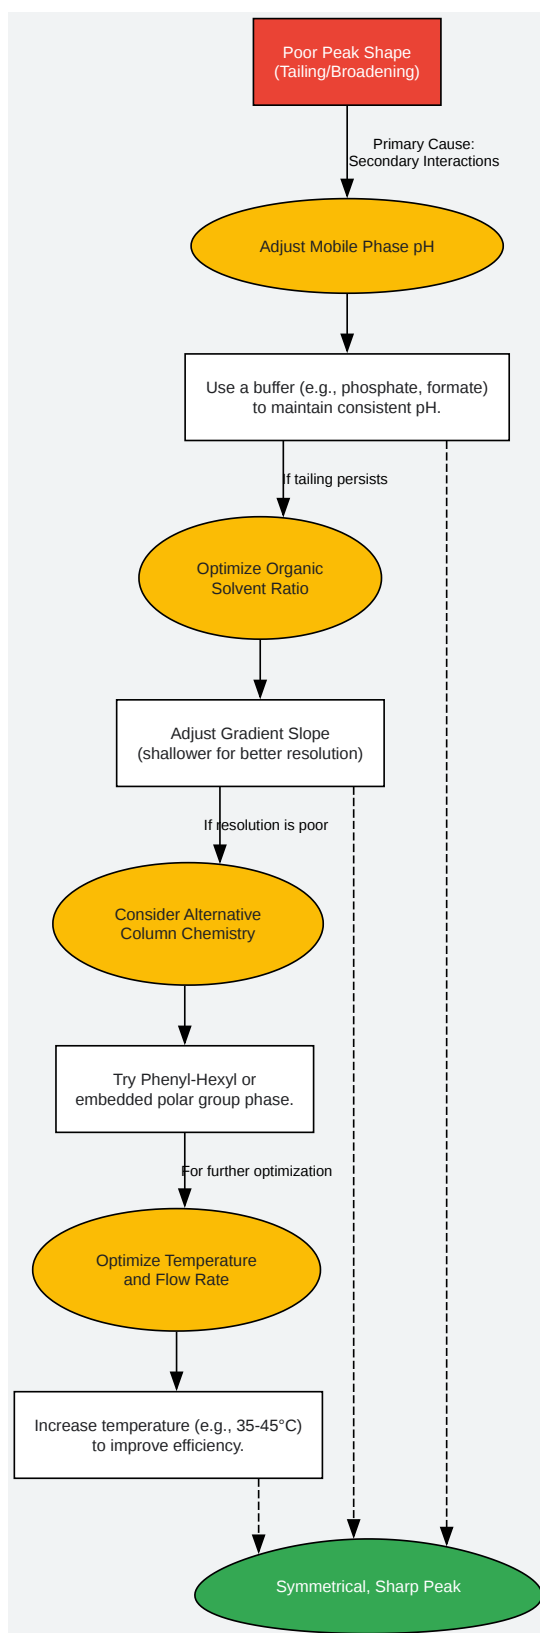 Poor Peak Shape
(Tailing/Broadening)
Primary Cause:
Secondary Interactions
Adjust Mobile Phase pH
Use a buffer (e.g., phosphate, formate)
to maintain consistent pH.
If tailing persists
Optimize Organic
Solvent Ratio
Adjust Gradient Slope
(shallower for better resolution)
If resolution is poor
Consider Alternative
Column Chemistry
Try Phenyl-Hexyl or
embedded polar group phase.
For further optimization
Optimize Temperature
and Flow Rate
Increase temperature (e.g., 35-45°C)
to improve efficiency.
Symmetrical, Sharp Peak